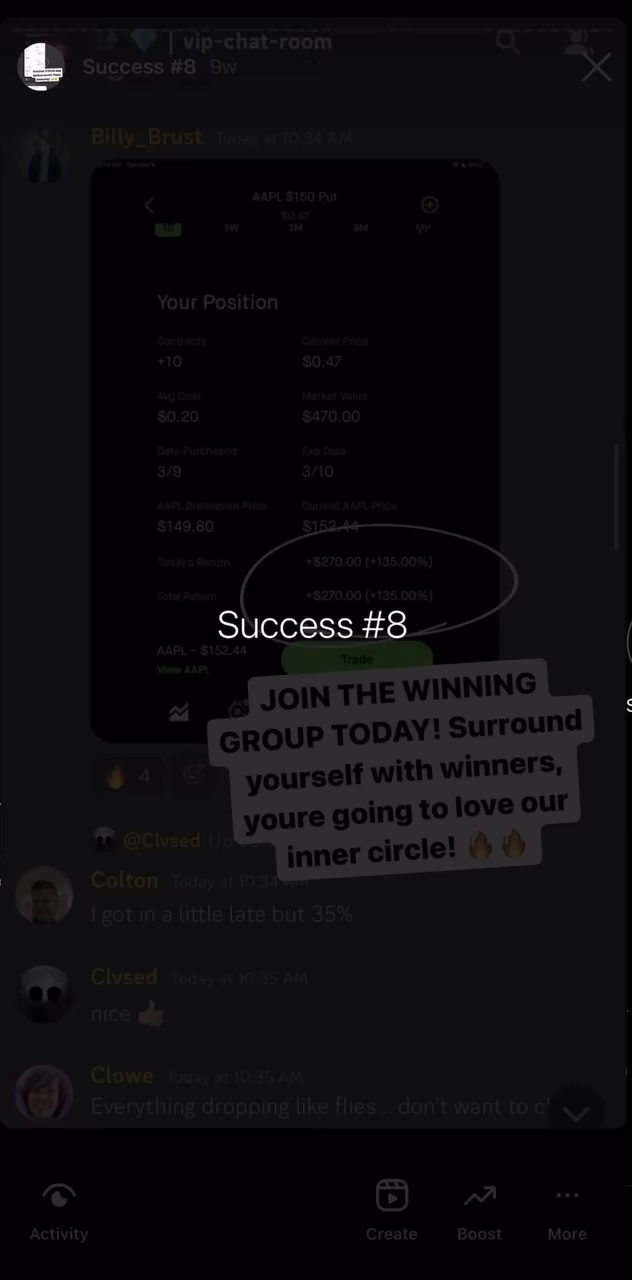 | vip-chat-room
Success #8 9w
Billy_Brust Today at 10:34 AM
AAPL $150 Put
$0.47
1D 1W 1M 3M
Your Position
Contracts Current Price
+10 $0.47
Avg Cost Market Value
$0.20 $470.00
Date Purchased Exp Date
3/9 3/10
AAPL Breakeven Price Current AAPL Price
$149.80 $152.44
Today's Return +$270.00 (+135.00%)
Total Return +$270.00 (+135.00%)
Success #8
AAPL – $152.44
Trade
View AAPL
JOIN THE WINNING
GROUP TODAY! Surround
yourself with winners,
youre going to love our
inner circle! 🔥🔥
🔥 4
@Clvsed
Colton Today at 10:34 AM
I got in a little late but 35%
Clvsed Today at 10:35 AM
nice 👍
Clowe Today at 10:35 AM
Everything dropping like flies .. don't want to
Activity Create Boost More